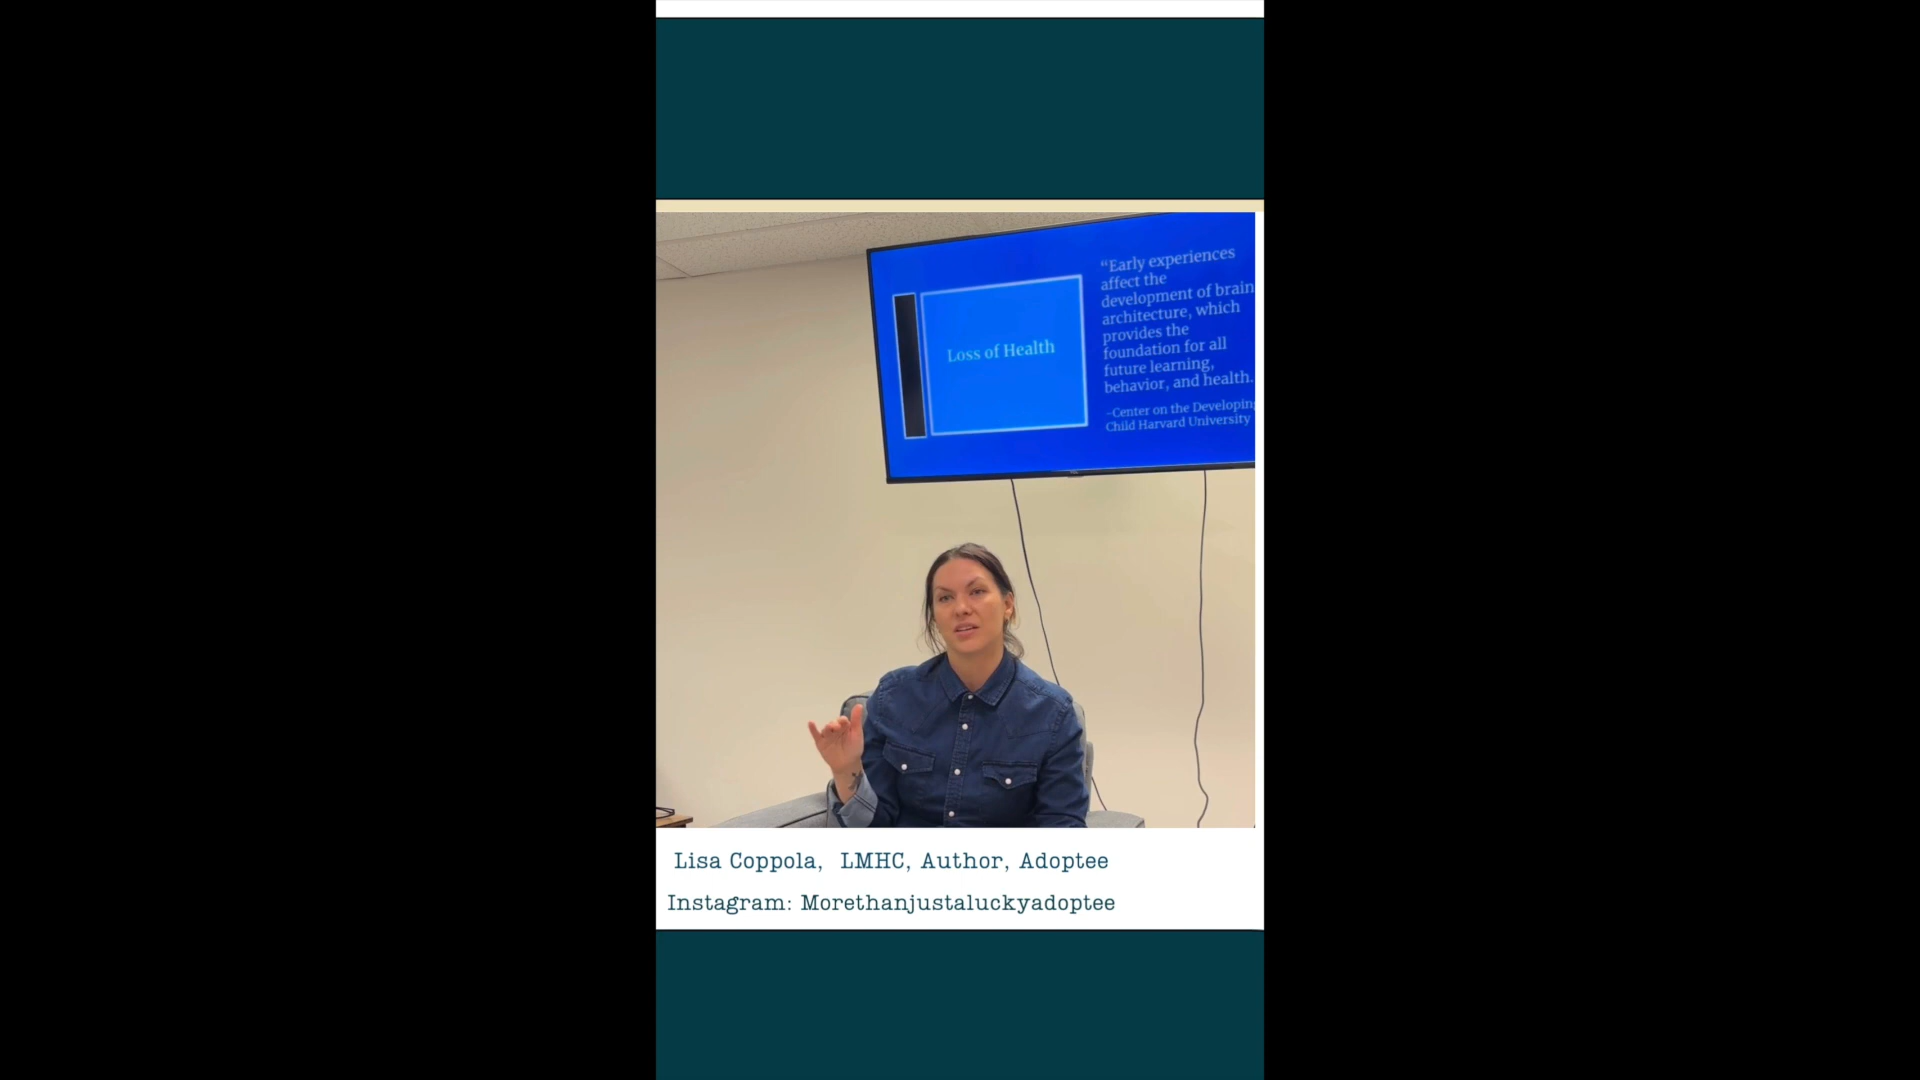 Loss of Health
“Early experiences
affect the
development of brain
architecture, which
provides the
foundation for all
future learning,
behavior, and health.
–Center on the Developing
Child Harvard University
Lisa Coppola, LMHC, Author, Adoptee
Instagram: Morethanjustaluckyadoptee